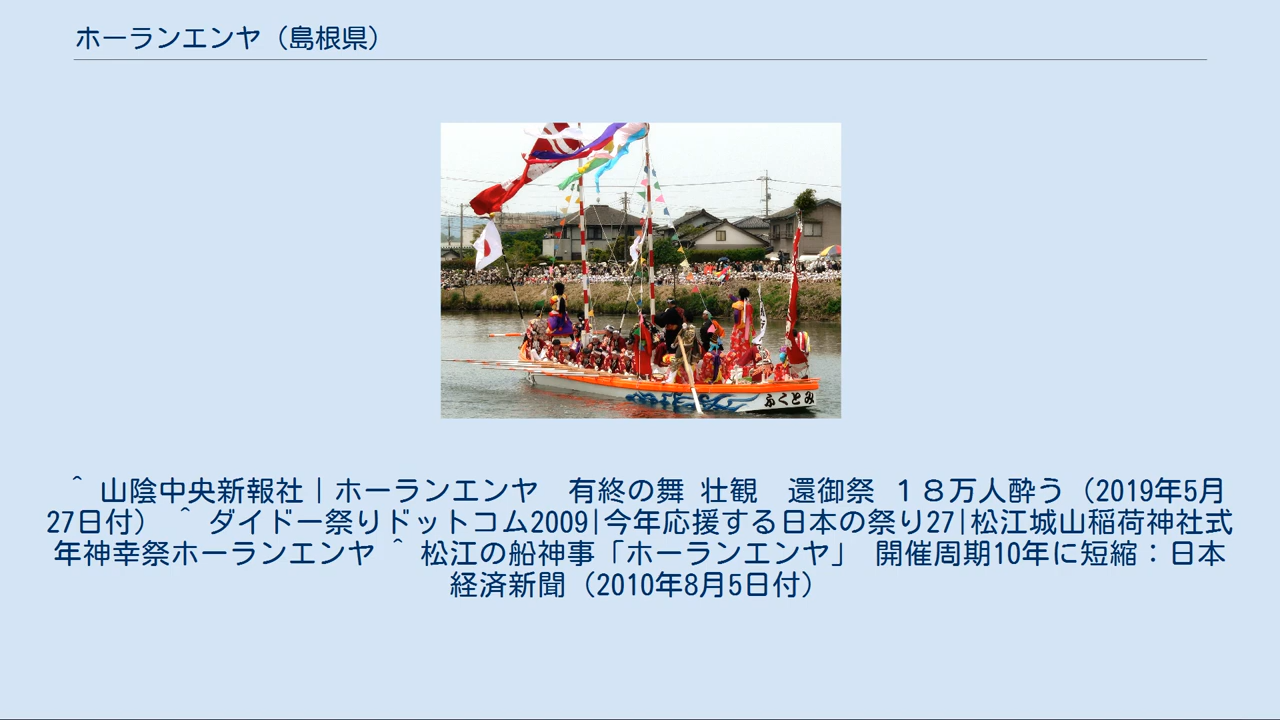 ホーランエンヤ（島根県）
ふくとみ
＾ 山陰中央新報社｜ホーランエンヤ　有終の舞 壮観　還御祭 １８万人酔う（2019年5月
27日付） ＾ ダイドー祭りドットコム2009|今年応援する日本の祭り27|松江城山稲荷神社式
年神幸祭ホーランエンヤ ＾ 松江の船神事「ホーランエンヤ」 開催周期10年に短縮：日本
経済新聞（2010年8月5日付）